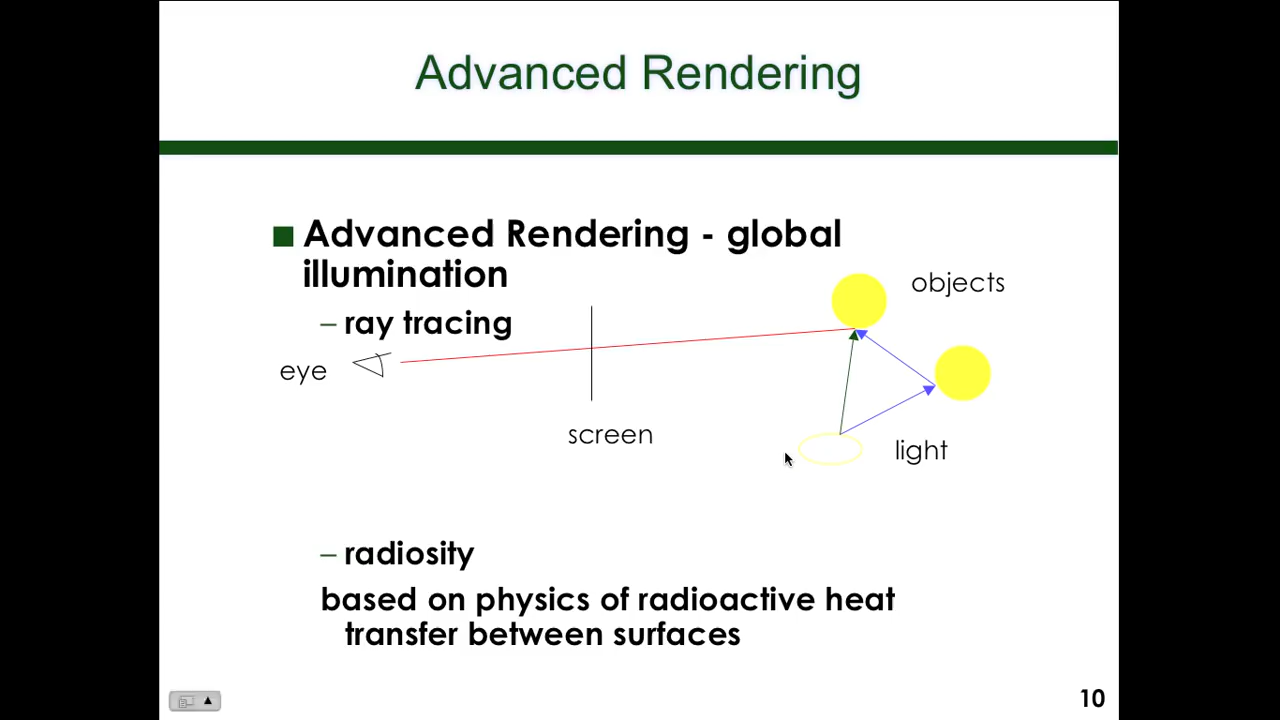 Advanced Rendering
Advanced Rendering - global
illumination
objects
– ray tracing
eye
screen
light
– radiosity
based on physics of radioactive heat
transfer between surfaces
10